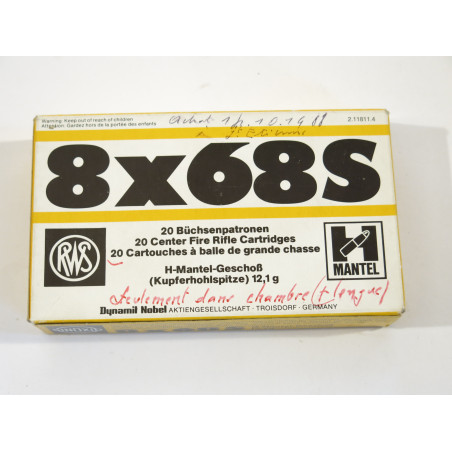 Warning: Keep out of reach of children
Attention: Gardez hors de la portée des enfants
2.11611.4
Achat
8x68S
20 Büchsenpatronen
20 Center Fire Rifle Cartridges
20 Cartouches à balle de grande chasse
RWS
H
MANTEL
H-Mantel-Geschoß
(Kupferhohlspitze) 12,1 g
Seulement dans chambre (+ longue)
Dynamit Nobel AKTIENGESELLSCHAFT · TROISDORF · GERMANY